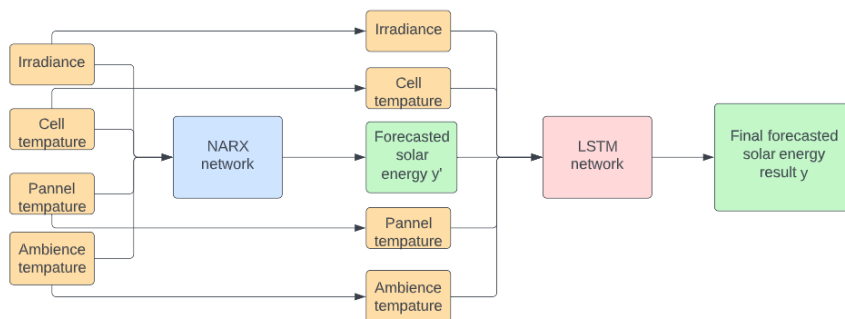 Irradiance
Cell
tempature
Pannel
tempature
Ambience
tempature
NARX
network
Irradiance
Cell
tempature
Forecasted
solar
energy y'
Pannel
tempature
Ambience
tempature
LSTM
network
Final forecasted
solar energy
result y